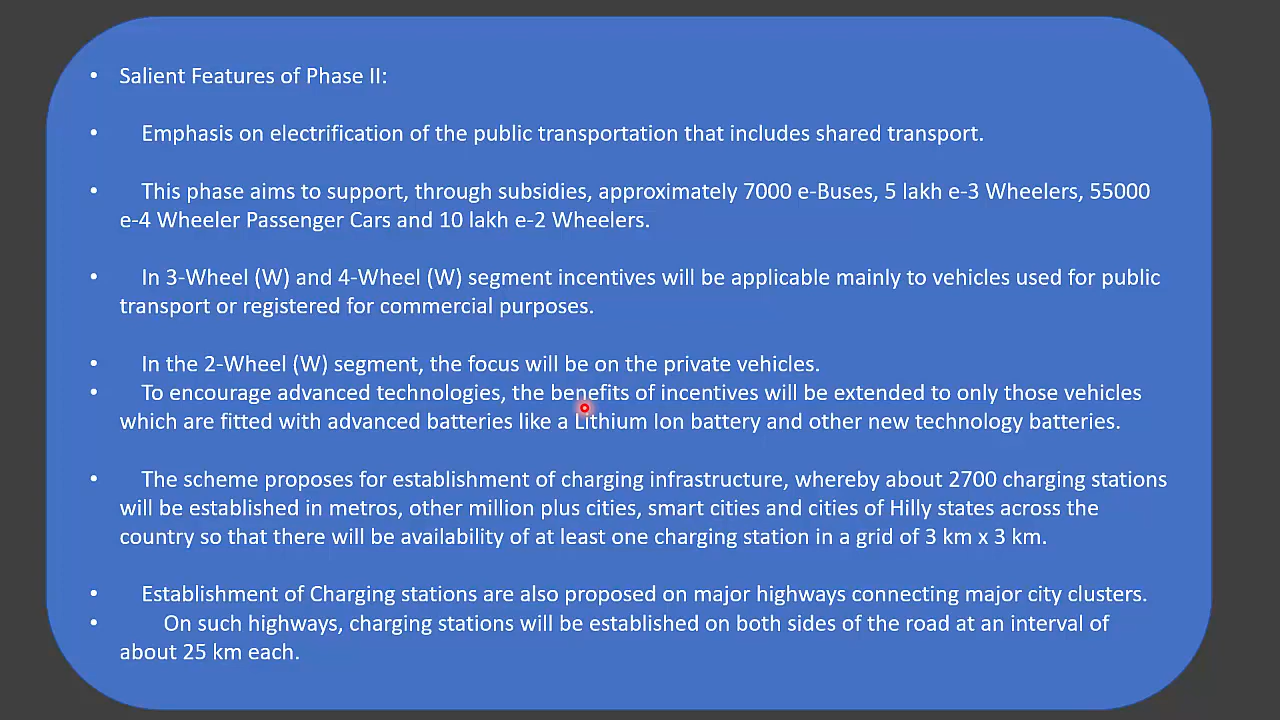 • Salient Features of Phase II:
• Emphasis on electrification of the public transportation that includes shared transport.
• This phase aims to support, through subsidies, approximately 7000 e-Buses, 5 lakh e-3 Wheelers, 55000
e-4 Wheeler Passenger Cars and 10 lakh e-2 Wheelers.
• In 3-Wheel (W) and 4-Wheel (W) segment incentives will be applicable mainly to vehicles used for public
transport or registered for commercial purposes.
• In the 2-Wheel (W) segment, the focus will be on the private vehicles.
• To encourage advanced technologies, the benefits of incentives will be extended to only those vehicles
which are fitted with advanced batteries like a Lithium Ion battery and other new technology batteries.
• The scheme proposes for establishment of charging infrastructure, whereby about 2700 charging stations
will be established in metros, other million plus cities, smart cities and cities of Hilly states across the
country so that there will be availability of at least one charging station in a grid of 3 km x 3 km.
• Establishment of Charging stations are also proposed on major highways connecting major city clusters.
• On such highways, charging stations will be established on both sides of the road at an interval of
about 25 km each.